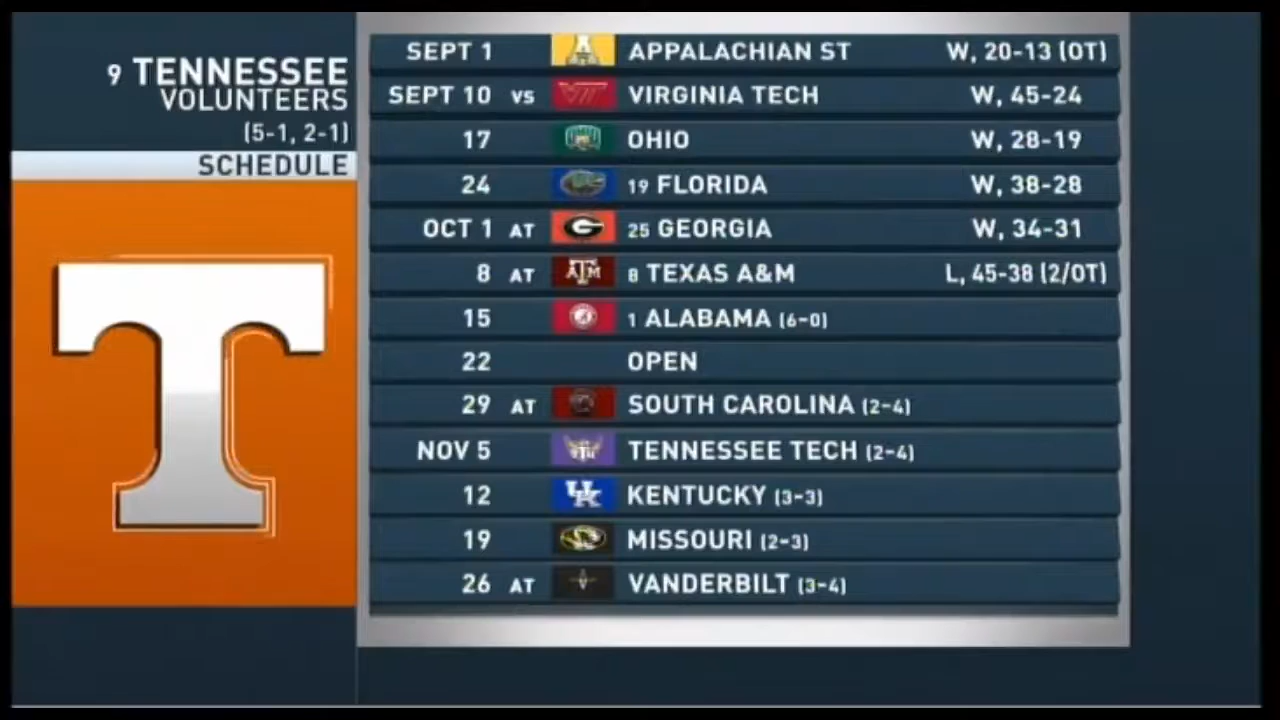 9 TENNESSEE
VOLUNTEERS
(5-1, 2-1)
SCHEDULE
T
SEPT 1 A APPALACHIAN ST W, 20-13 (OT)
SEPT 10 VS VT VIRGINIA TECH W, 45-24
17 OHIO W, 28-19
24 19 FLORIDA W, 38-28
OCT 1 AT G 25 GEORGIA W, 34-31
8 AT ATM 8 TEXAS A&M L, 45-38 (2/OT)
15 1 ALABAMA (6-0)
22 OPEN
29 AT SOUTH CAROLINA (2-4)
NOV 5 TTU TENNESSEE TECH (2-4)
12 UK KENTUCKY (3-3)
19 MISSOURI (2-3)
26 AT V VANDERBILT (3-4)